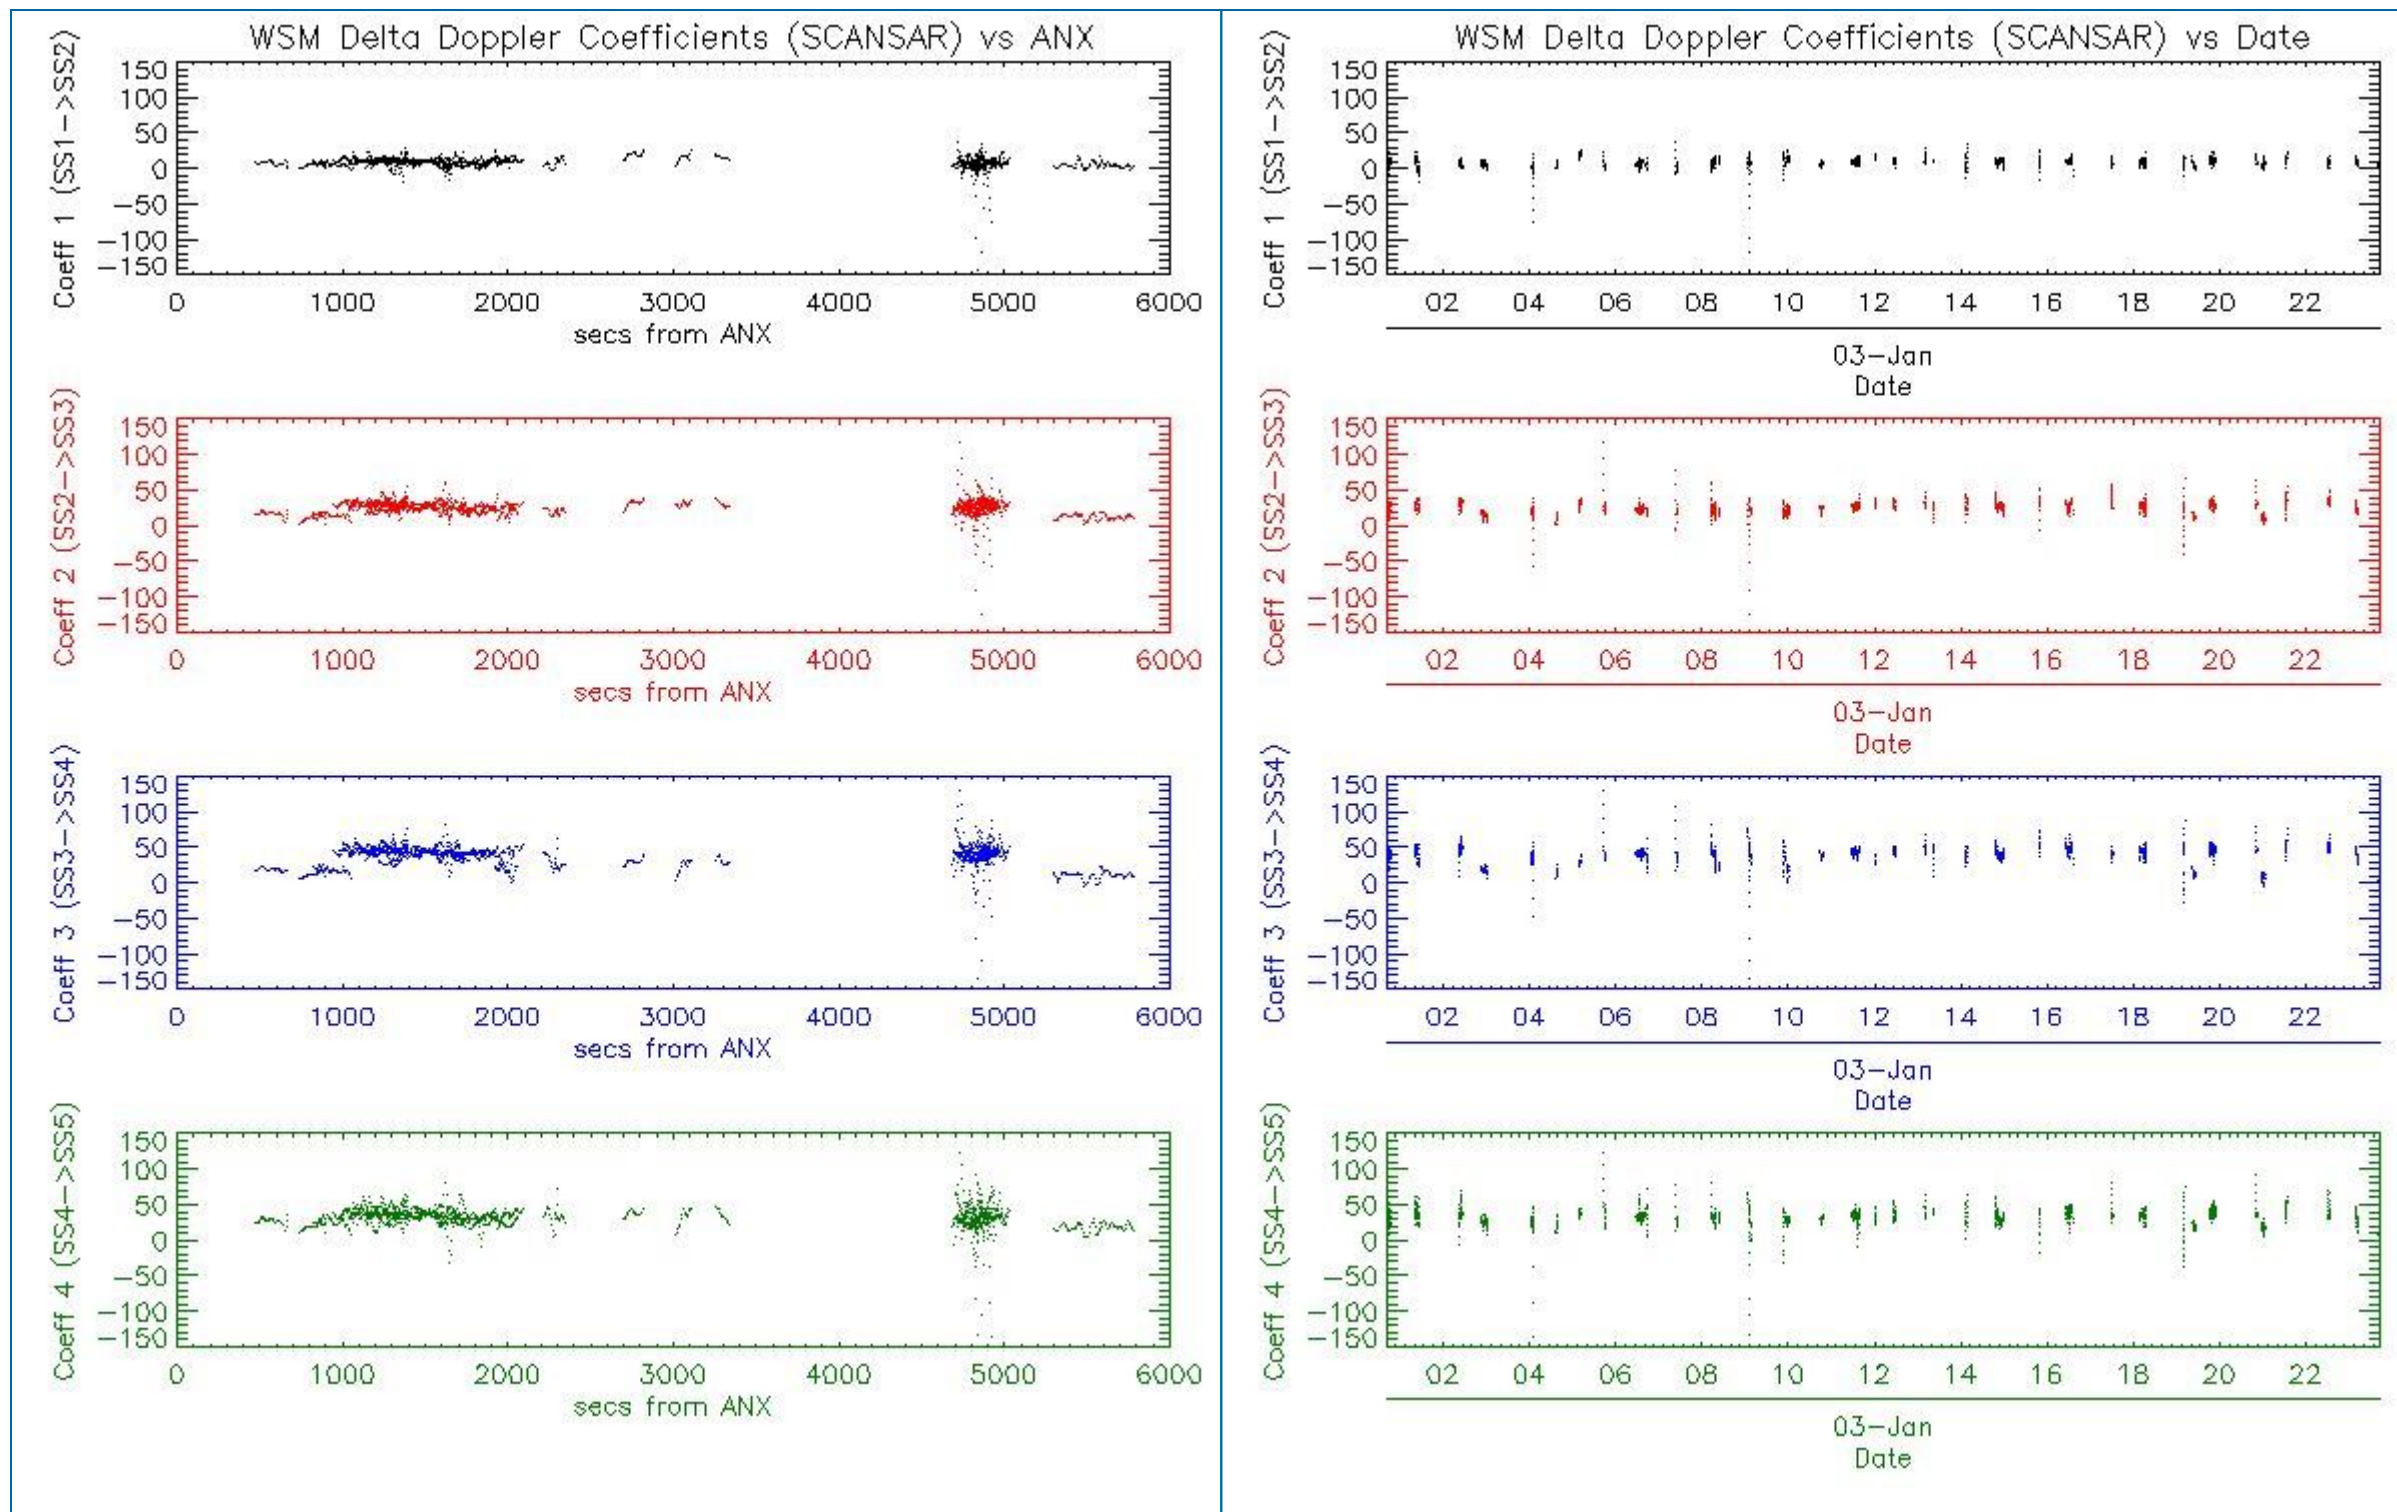 WSM Delta Doppler Coefficients (SCANSAR) vs ANX
Coeff 1 (SS1->SS2)
150
100
50
0
-50
-100
-150
0 1000 2000 3000 4000 5000 6000
secs from ANX
Coeff 2 (SS2->SS3)
150
100
50
0
-50
-100
-150
0 1000 2000 3000 4000 5000 6000
secs from ANX
Coeff 3 (SS3->SS4)
150
100
50
0
-50
-100
-150
0 1000 2000 3000 4000 5000 6000
secs from ANX
Coeff 4 (SS4->SS5)
150
100
50
0
-50
-100
-150
0 1000 2000 3000 4000 5000 6000
secs from ANX
WSM Delta Doppler Coefficients (SCANSAR) vs Date
Coeff 1 (SS1->SS2)
150
100
50
0
-50
-100
-150
02 04 06 08 10 12 14 16 18 20 22
03-Jan
Date
Coeff 2 (SS2->SS3)
150
100
50
0
-50
-100
-150
02 04 06 08 10 12 14 16 18 20 22
03-Jan
Date
Coeff 3 (SS3->SS4)
150
100
50
0
-50
-100
-150
02 04 06 08 10 12 14 16 18 20 22
03-Jan
Date
Coeff 4 (SS4->SS5)
150
100
50
0
-50
-100
-150
02 04 06 08 10 12 14 16 18 20 22
03-Jan
Date